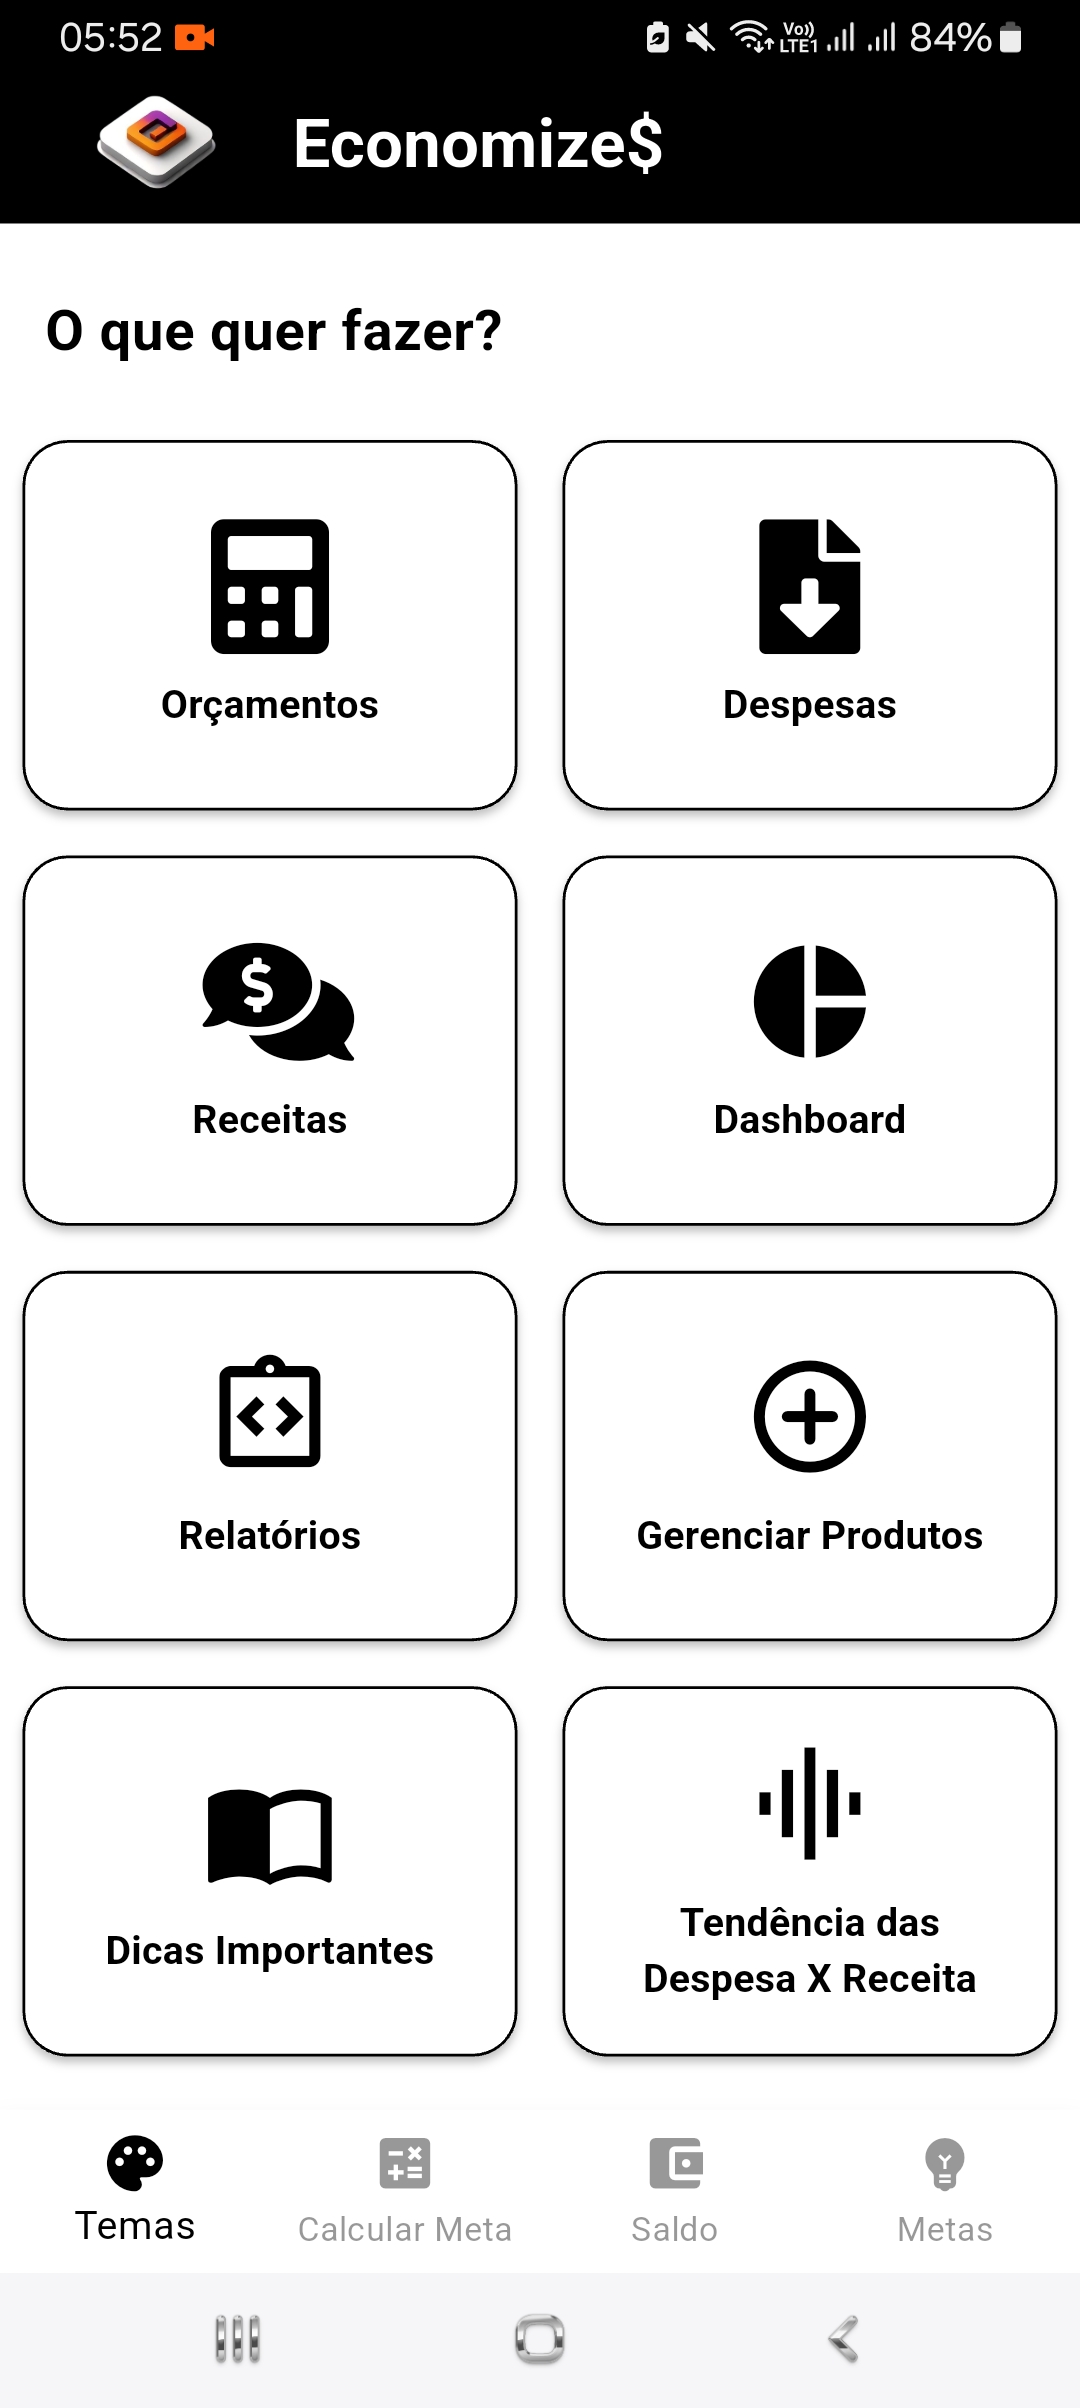 05:52
Vo)) LTE1 84%
Economize$
O que quer fazer?
Orçamentos
Despesas
$
Receitas
Dashboard
Relatórios
Gerenciar Produtos
Dicas Importantes
Tendência das
Despesa X Receita
Temas
Calcular Meta
Saldo
Metas